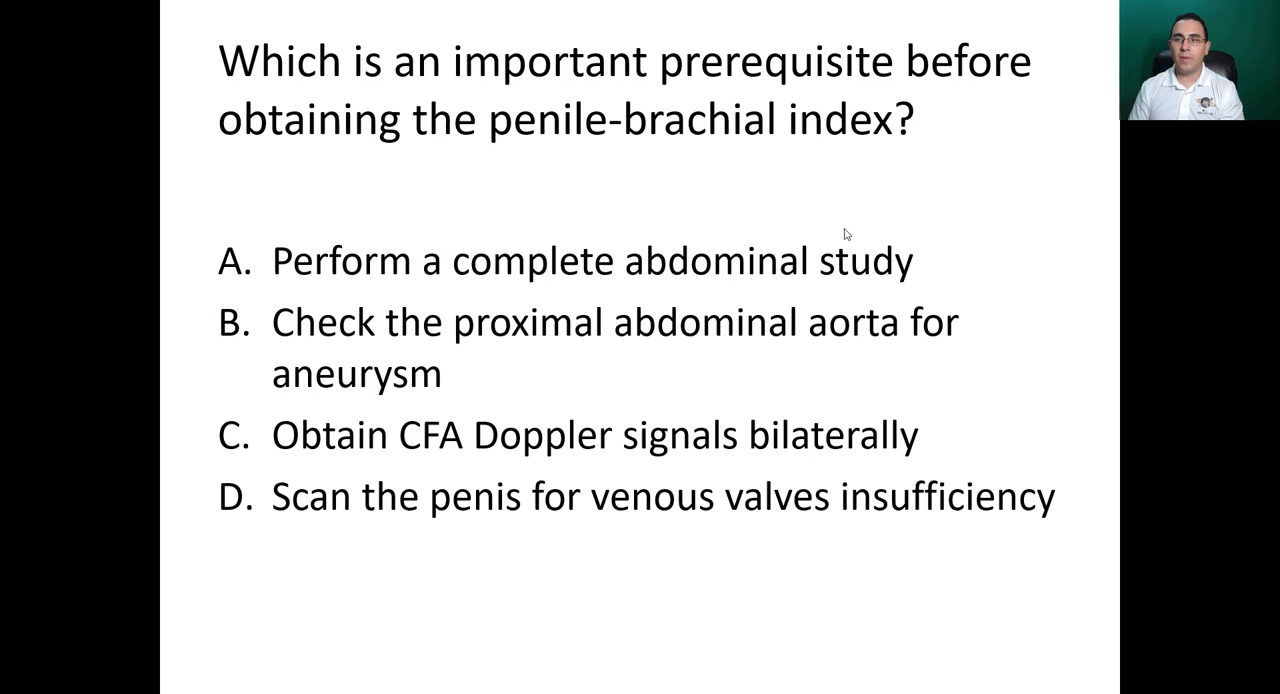 Which is an important prerequisite before
obtaining the penile-brachial index?
A. Perform a complete abdominal study
B. Check the proximal abdominal aorta for
aneurysm
C. Obtain CFA Doppler signals bilaterally
D. Scan the penis for venous valves insufficiency